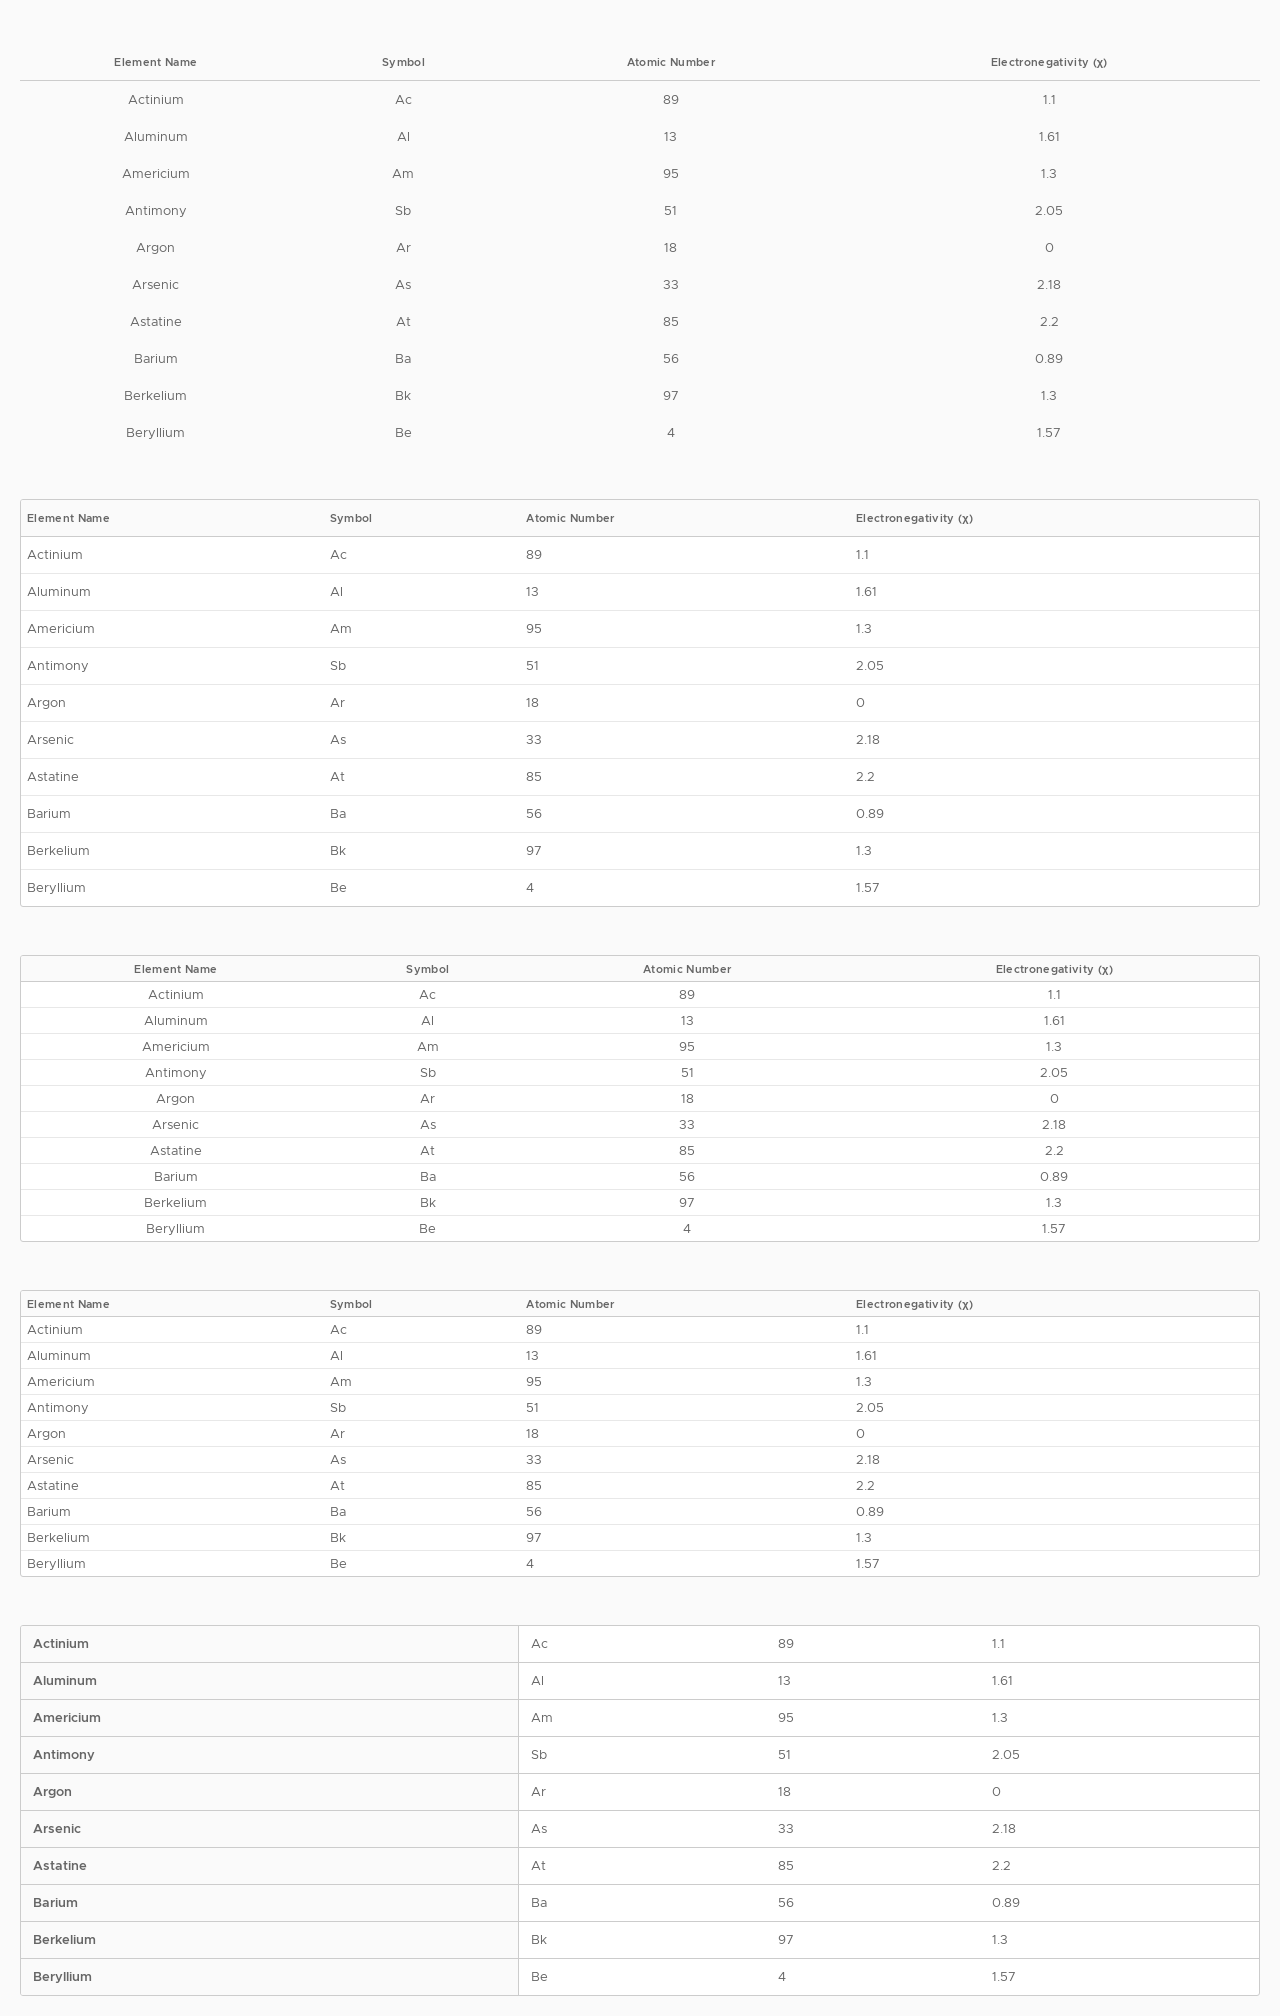 Element Name Symbol Atomic Number Electronegativity (χ)
Actinium Ac 89 1.1
Aluminum Al 13 1.61
Americium Am 95 1.3
Antimony Sb 51 2.05
Argon Ar 18 0
Arsenic As 33 2.18
Astatine At 85 2.2
Barium Ba 56 0.89
Berkelium Bk 97 1.3
Beryllium Be 4 1.57
Element Name Symbol Atomic Number Electronegativity (χ)
Actinium Ac 89 1.1
Aluminum Al 13 1.61
Americium Am 95 1.3
Antimony Sb 51 2.05
Argon Ar 18 0
Arsenic As 33 2.18
Astatine At 85 2.2
Barium Ba 56 0.89
Berkelium Bk 97 1.3
Beryllium Be 4 1.57
Element Name Symbol Atomic Number Electronegativity (χ)
Actinium Ac 89 1.1
Aluminum Al 13 1.61
Americium Am 95 1.3
Antimony Sb 51 2.05
Argon Ar 18 0
Arsenic As 33 2.18
Astatine At 85 2.2
Barium Ba 56 0.89
Berkelium Bk 97 1.3
Beryllium Be 4 1.57
Element Name Symbol Atomic Number Electronegativity (χ)
Actinium Ac 89 1.1
Aluminum Al 13 1.61
Americium Am 95 1.3
Antimony Sb 51 2.05
Argon Ar 18 0
Arsenic As 33 2.18
Astatine At 85 2.2
Barium Ba 56 0.89
Berkelium Bk 97 1.3
Beryllium Be 4 1.57
Actinium Ac 89 1.1
Aluminum Al 13 1.61
Americium Am 95 1.3
Antimony Sb 51 2.05
Argon Ar 18 0
Arsenic As 33 2.18
Astatine At 85 2.2
Barium Ba 56 0.89
Berkelium Bk 97 1.3
Beryllium Be 4 1.57